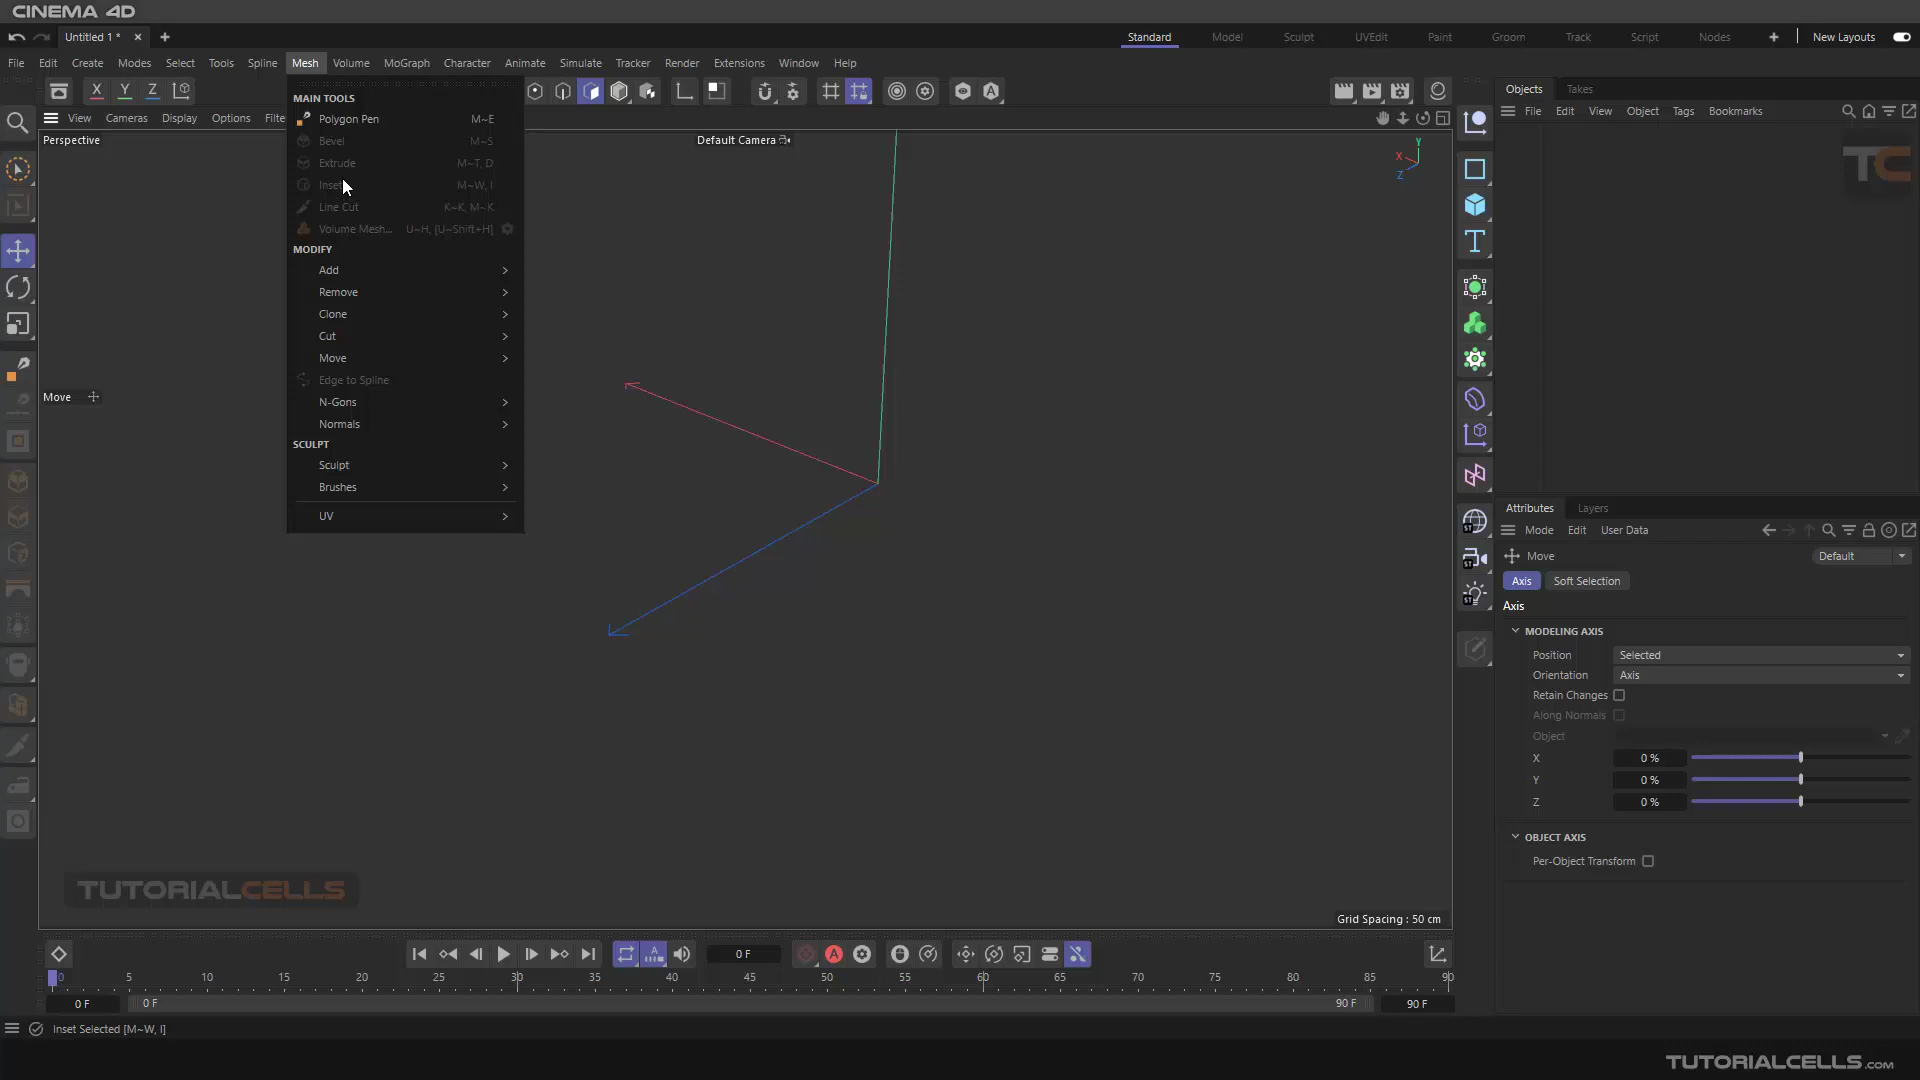 CINEMA 4D
Untitled 1 *
Standard Model Sculpt UVEdit Paint Groom Track Script Nodes New Layouts
File Edit Create Modes Select Tools Spline Mesh Volume MoGraph Character Animate Simulate Tracker Render Extensions Window Help
X Y Z
View Cameras Display Options Filte
Perspective
Default Camera
MAIN TOOLS
Polygon Pen M~E
Bevel M~S
Extrude M~T, D
Inset M~W, I
Line Cut K~K, M~K
Volume Mesh... U~H, [U~Shift+H]
MODIFY
Add
Remove
Clone
Cut
Move
Edge to Spline
N-Gons
Normals
SCULPT
Sculpt
Brushes
UV
Move
Y
X
Z
Grid Spacing : 50 cm
TUTORIALCELLS
Objects Takes
File Edit View Object Tags Bookmarks
TC
Attributes Layers
Mode Edit User Data
Move Default
Axis Soft Selection
Axis
MODELING AXIS
Position Selected
Orientation Axis
Retain Changes
Along Normals
Object
X 0 %
Y 0 %
Z 0 %
OBJECT AXIS
Per-Object Transform
0 F
0 5 10 15 20 25 30 35 40 45 50 55 60 65 70 75 80 85 90
0 F 0 F 90 F 90 F
Inset Selected [M~W, I]
TUTORIALCELLS.com